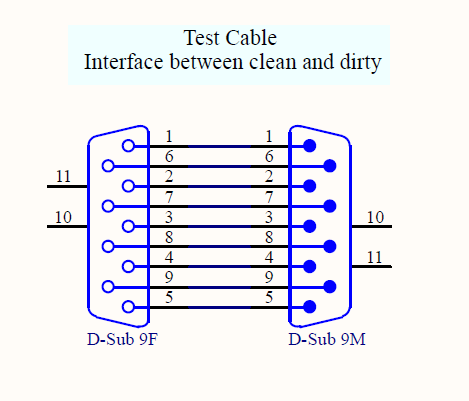 Test Cable
Interface between clean and dirty
1 1
6 6
11 2 2
7 7
10 3 3 10
8 8
4 4 11
9 9
5 5
D-Sub 9F D-Sub 9M